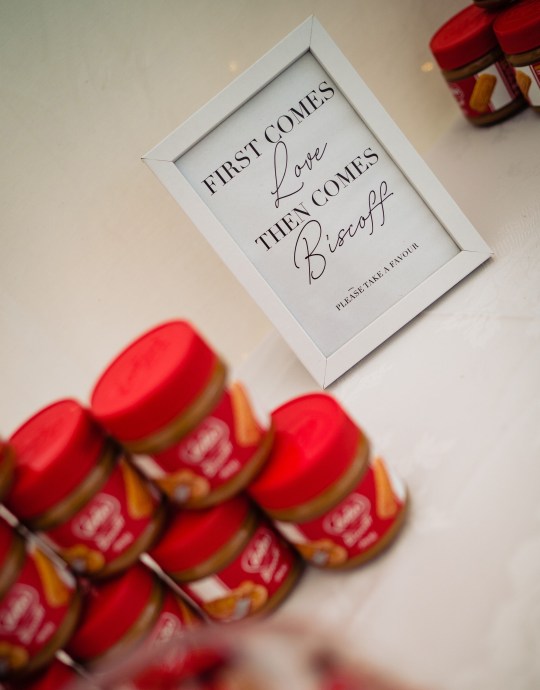 FIRST COMES
Love
THEN COMES
Biscoff
PLEASE TAKE A FAVOUR